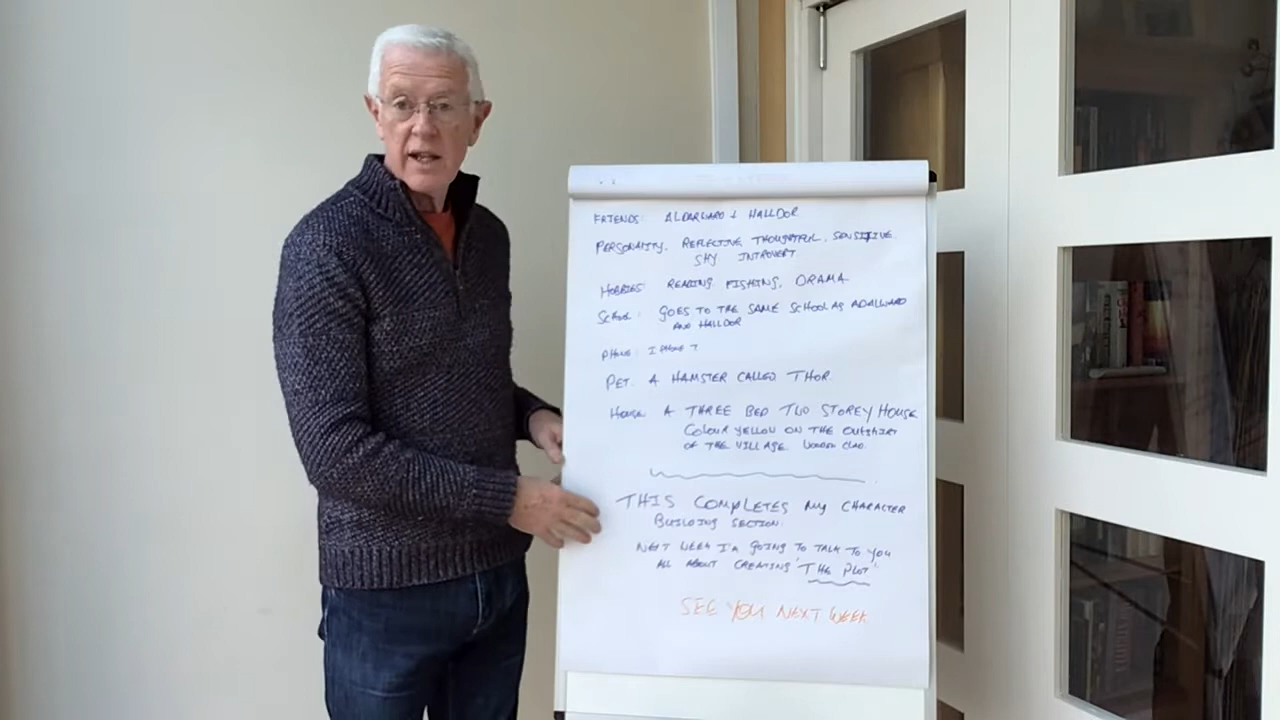 FRIENDS: ALDARWARD & HALLDOR
PERSONALITY. REFLECTIVE THOUGHTFUL. SENSITIVE.
SHY INTROVERT.
HOBBIES: READING. FISHING. DRAMA.
SCHOOL: GOES TO THE SAME SCHOOL AS ADALWARD
AND HALLDOR
PHONE: I PHONE 7
PET. A HAMSTER CALLED THOR.
HOUSE A THREE BED TWO STOREY HOUSE
COLOUR YELLOW ON THE OUTSKIRT
OF THE VILLAGE. WOODEN CLAD.
THIS COMPLETES MY CHARACTER
BUILDING SECTION.
NEXT WEEK I'M GOING TO TALK TO YOU
ALL ABOUT CREATING 'THE PLOT'
SEE YOU NEXT WEEK